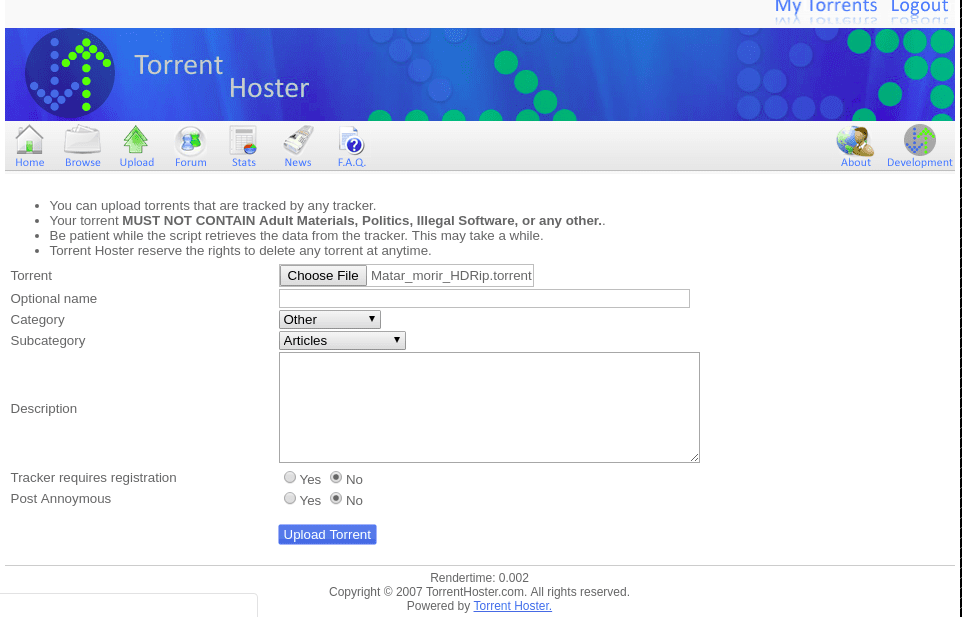 My Torrents Logout
Torrent
Hoster
Home Browse Upload Forum Stats News F.A.Q. About Development
You can upload torrents that are tracked by any tracker.
Your torrent MUST NOT CONTAIN Adult Materials, Politics, Illegal Software, or any other..
Be patient while the script retrieves the data from the tracker. This may take a while.
Torrent Hoster reserve the rights to delete any torrent at anytime.
Torrent Choose File Matar_morir_HDRip.torrent
Optional name
Category Other
Subcategory Articles
Description
Tracker requires registration Yes No
Post Annoymous Yes No
Upload Torrent
Rendertime: 0.002
Copyright © 2007 TorrentHoster.com. All rights reserved.
Powered by Torrent Hoster.